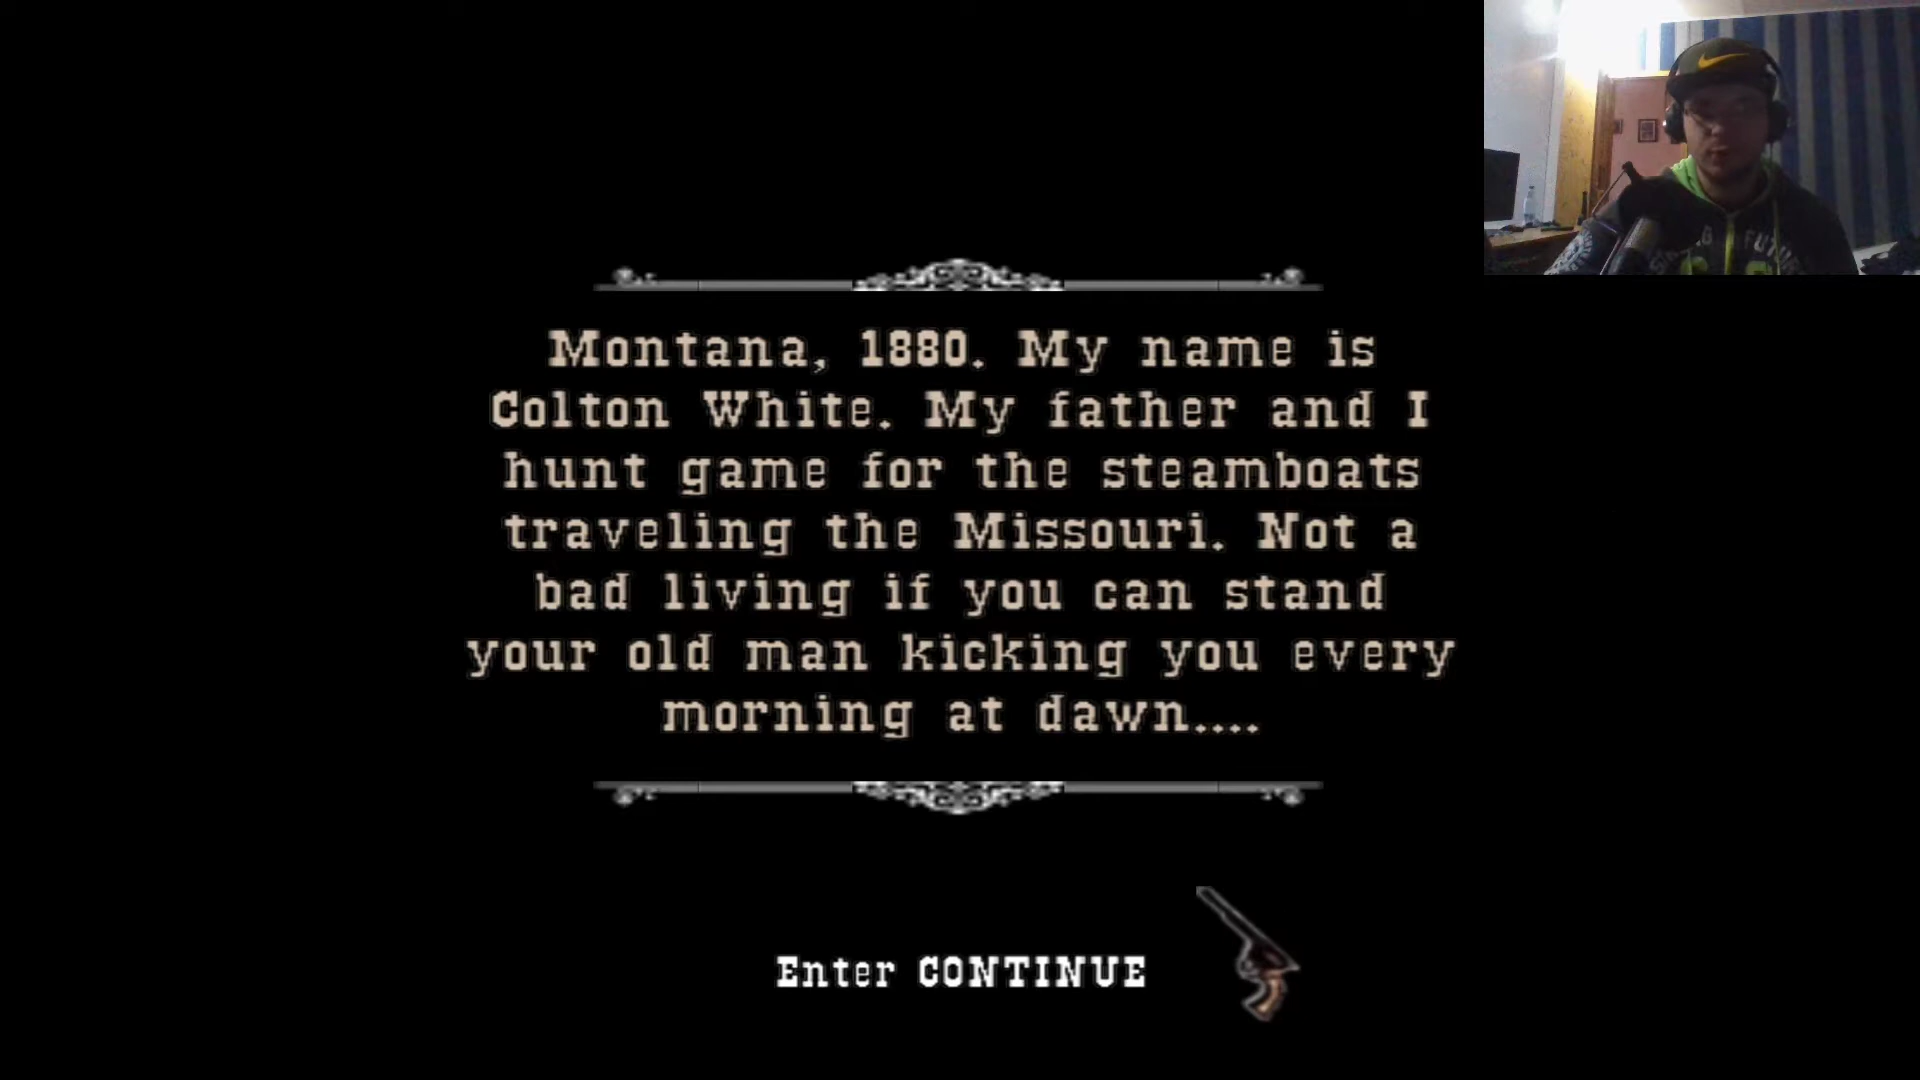 Montana, 1880. My name is
Colton White. My father and I
hunt game for the steamboats
traveling the Missouri. Not a
bad living if you can stand
your old man kicking you every
morning at dawn....
Enter CONTINUE